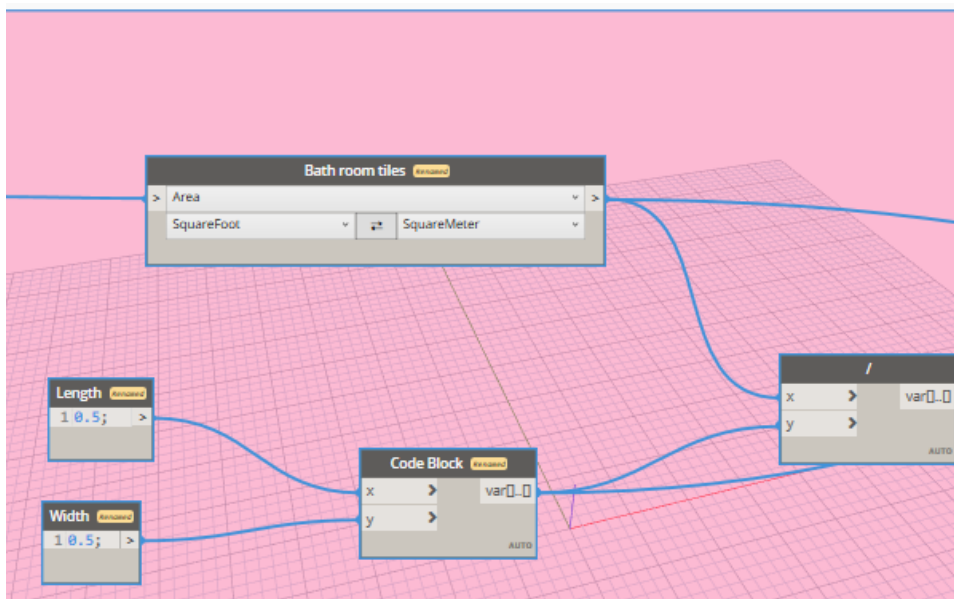 Bath room tiles Renamed
> Area >
SquareFoot SquareMeter
Length Renamed
1 0.5; >
Width Renamed
1 0.5; >
Code Block Renamed
x > var[]..[]
y >
AUTO
/
x > var[]..[]
y >
AUTO